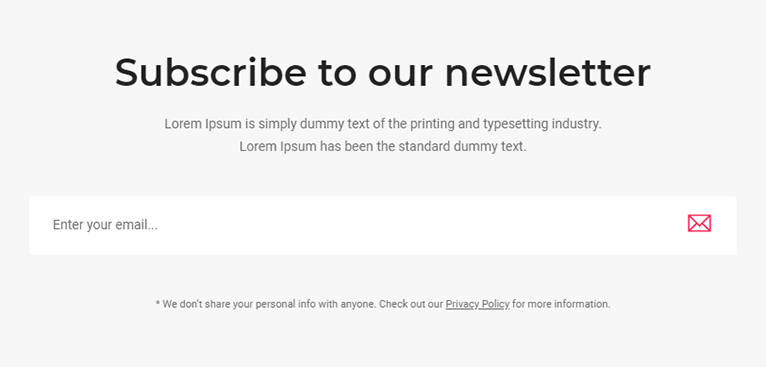 Subscribe to our newsletter
Lorem Ipsum is simply dummy text of the printing and typesetting industry.
Lorem Ipsum has been the standard dummy text.
Enter your email...
* We don't share your personal info with anyone. Check out our Privacy Policy for more information.